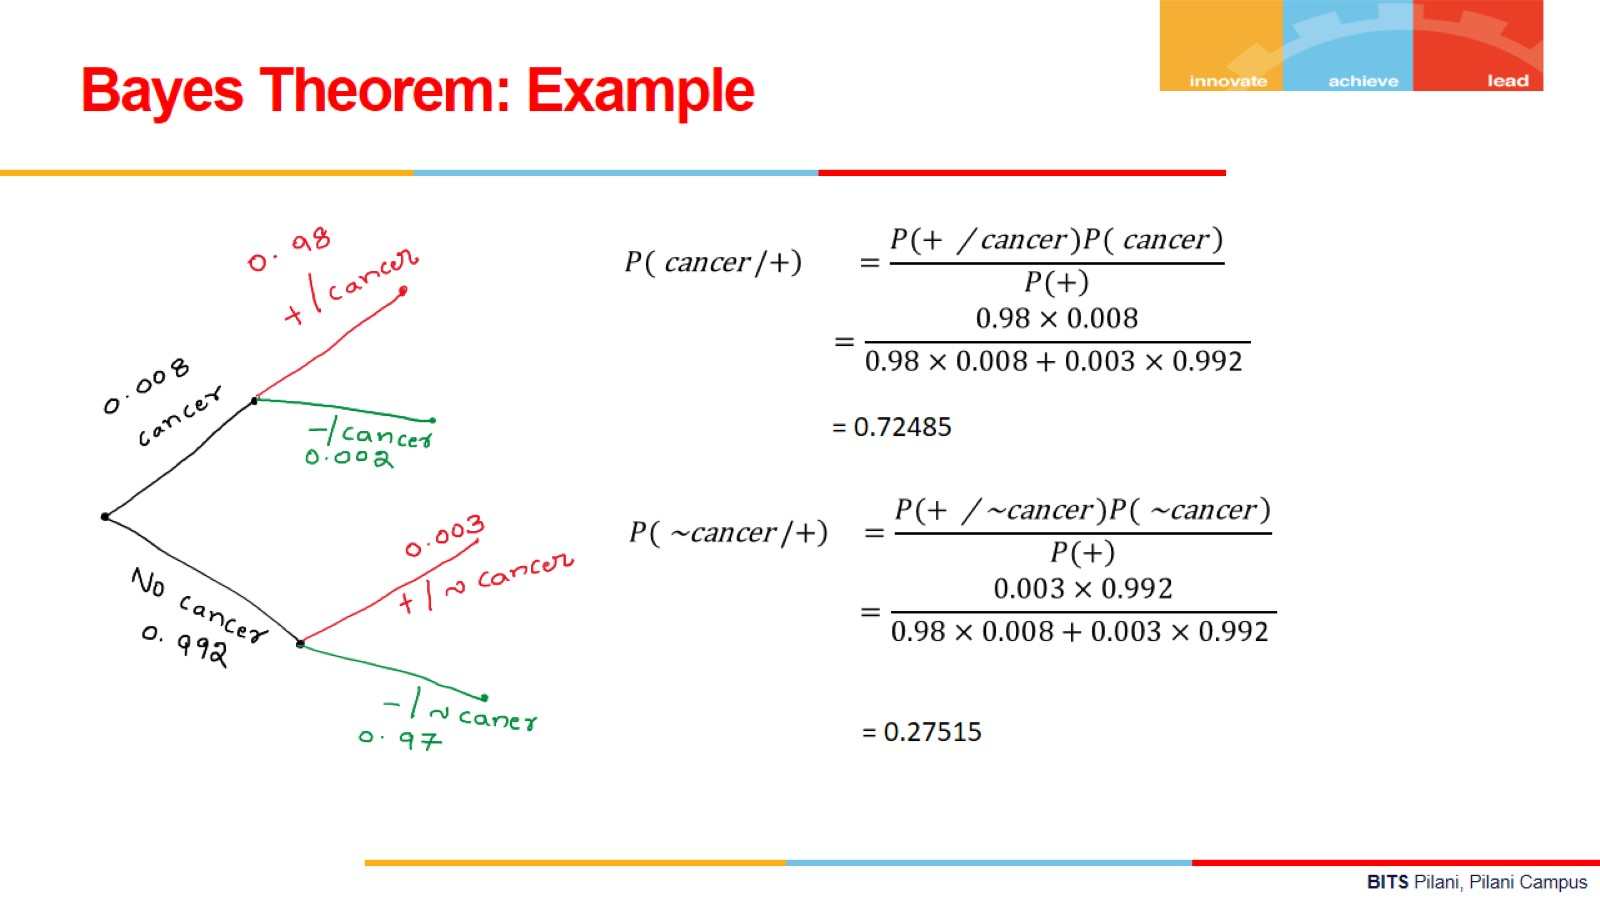 Bayes Theorem: Example
innovate achieve lead
0.98
+/cancer
0.008
cancer
-/cancer
0.002
No cancer
0.992
0.003
+/~cancer
-/~caner
0.97
P( cancer/+) = P(+ /cancer)P( cancer) / P(+)
= 0.98 × 0.008 / 0.98 × 0.008 + 0.003 × 0.992
= 0.72485
P( ~cancer/+) = P(+ /~cancer)P( ~cancer) / P(+)
= 0.003 × 0.992 / 0.98 × 0.008 + 0.003 × 0.992
= 0.27515
BITS Pilani, Pilani Campus